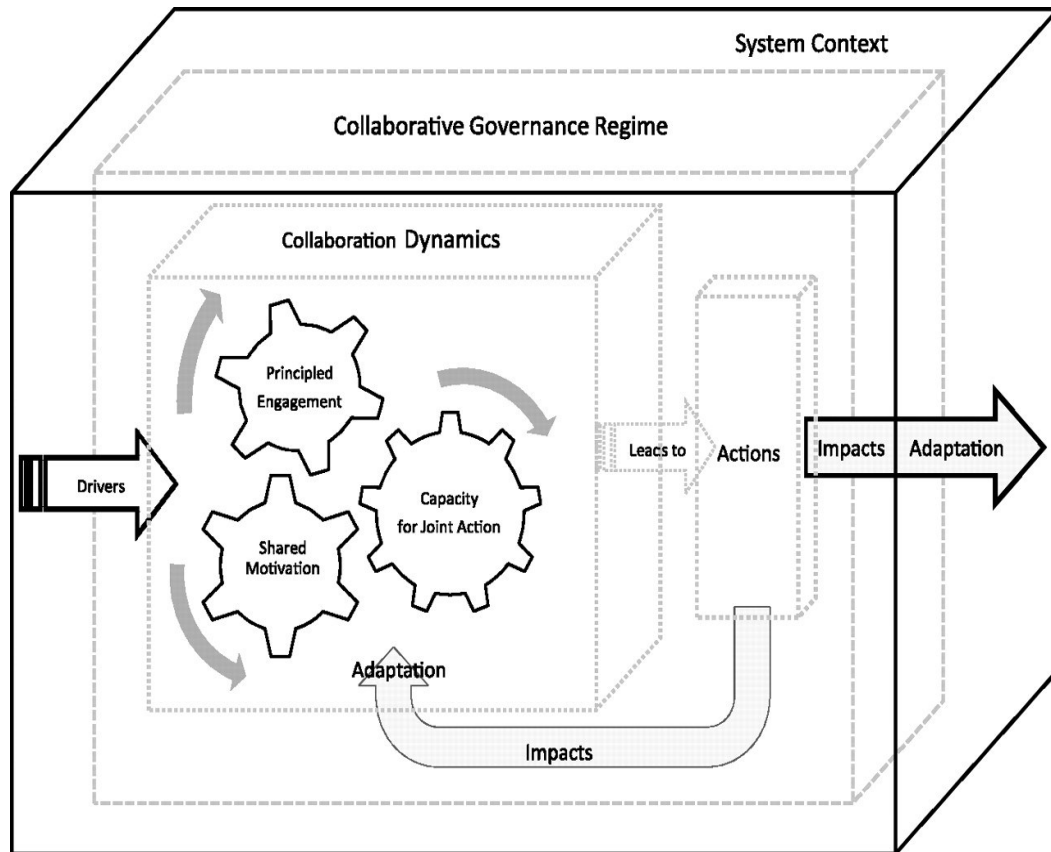 System Context
Collaborative Governance Regime
Collaboration Dynamics
Principled
Engagement
Drivers
Shared
Motivation
Capacity
for Joint Action
Leads to
Actions
Impacts
Adaptation
Adaptation
Impacts